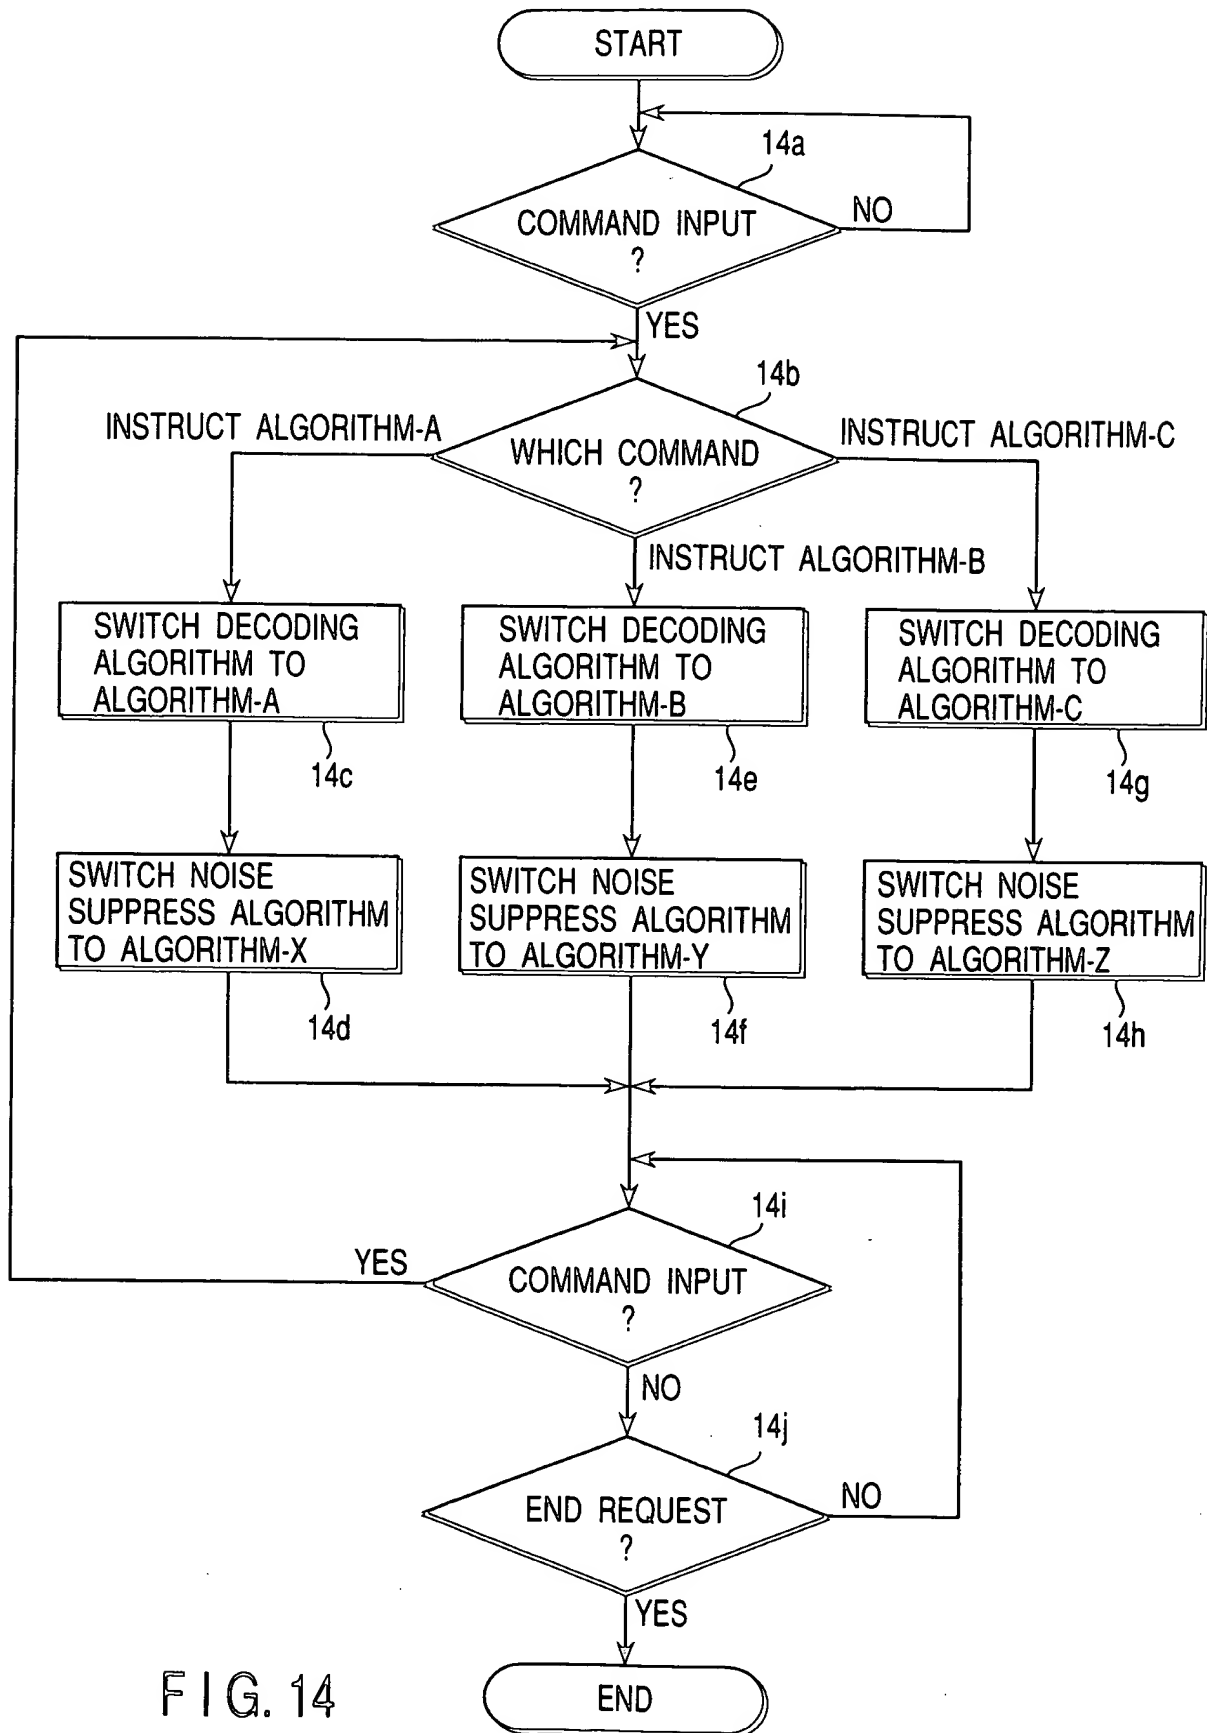 START
14a
COMMAND INPUT
?
NO
YES
14b
INSTRUCT ALGORITHM-A
WHICH COMMAND
?
INSTRUCT ALGORITHM-C
INSTRUCT ALGORITHM-B
SWITCH DECODING
ALGORITHM TO
ALGORITHM-A
14c
SWITCH DECODING
ALGORITHM TO
ALGORITHM-B
14e
SWITCH DECODING
ALGORITHM TO
ALGORITHM-C
14g
SWITCH NOISE
SUPPRESS ALGORITHM
TO ALGORITHM-X
14d
SWITCH NOISE
SUPPRESS ALGORITHM
TO ALGORITHM-Y
14f
SWITCH NOISE
SUPPRESS ALGORITHM
TO ALGORITHM-Z
14h
14i
YES
COMMAND INPUT
?
NO
14j
END REQUEST
?
NO
YES
END
FIG. 14